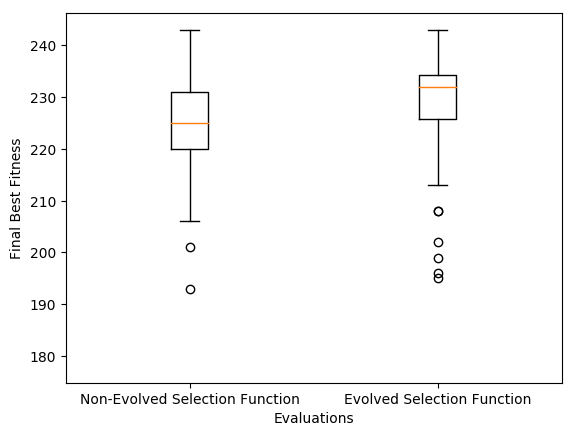 Final Best Fitness
240
230
220
210
200
190
180
Non-Evolved Selection Function
Evolved Selection Function
Evaluations